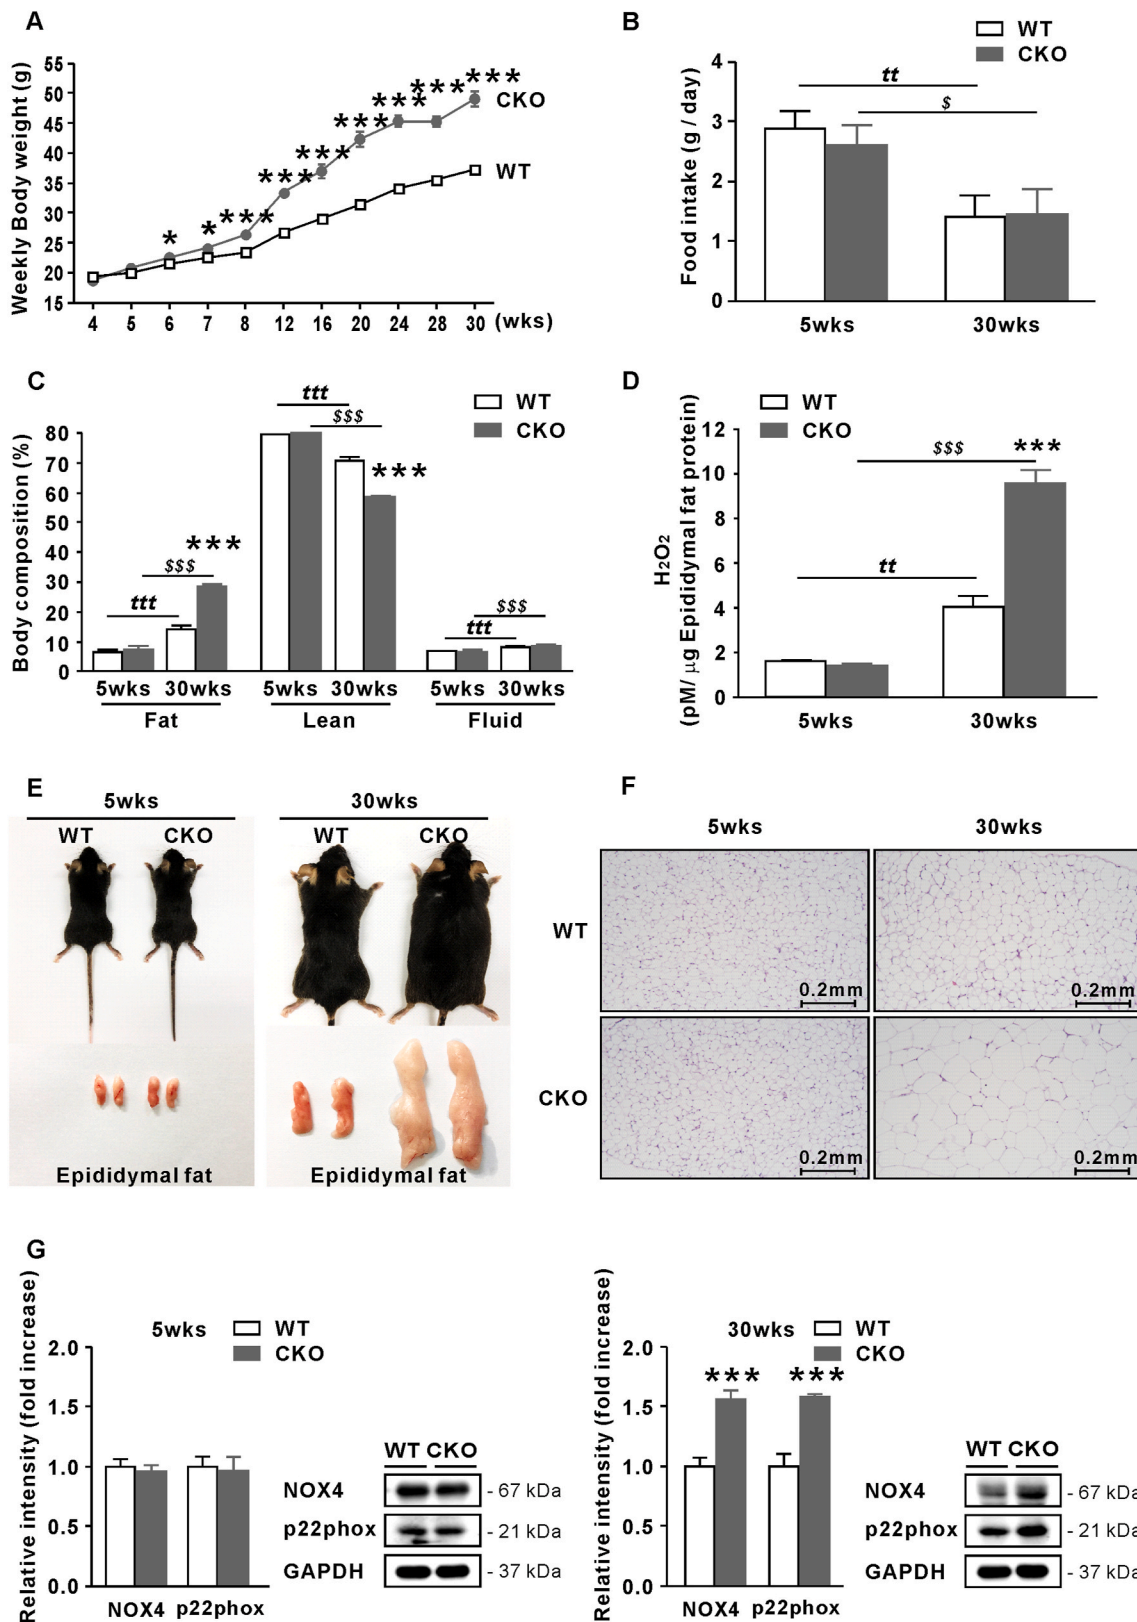 A
Weekly Body weight (g)
55
50
45
40
35
30
25
20
15
* * *** *** *** *** *** *** ***
CKO
WT
4 5 6 7 8 12 16 20 24 28 30 (wks)
B
WT
CKO
Food intake (g / day)
4
3
2
1
0
tt
$
5wks 30wks
C
WT
CKO
Body composition (%)
80
70
60
50
40
30
20
10
0
ttt
$$$
***
ttt
$$$
***
ttt
$$$
5wks 30wks 5wks 30wks 5wks 30wks
Fat Lean Fluid
D
WT
CKO
H2O2
(pM/ μg Epididymal fat protein)
12
10
8
6
4
2
0
$$$
***
tt
5wks 30wks
E
5wks 30wks
WT CKO WT CKO
Epididymal fat Epididymal fat
F
5wks 30wks
WT
0.2mm 0.2mm
CKO
0.2mm 0.2mm
G
Relative intensity (fold increase)
5wks
WT
CKO
2.0
1.5
1.0
0.5
0.0
NOX4 p22phox
WT CKO
NOX4 - 67 kDa
p22phox - 21 kDa
GAPDH - 37 kDa
Relative intensity (fold increase)
30wks
WT
CKO
2.0
1.5
1.0
0.5
0.0
*** ***
NOX4 p22phox
WT CKO
NOX4 - 67 kDa
p22phox - 21 kDa
GAPDH - 37 kDa